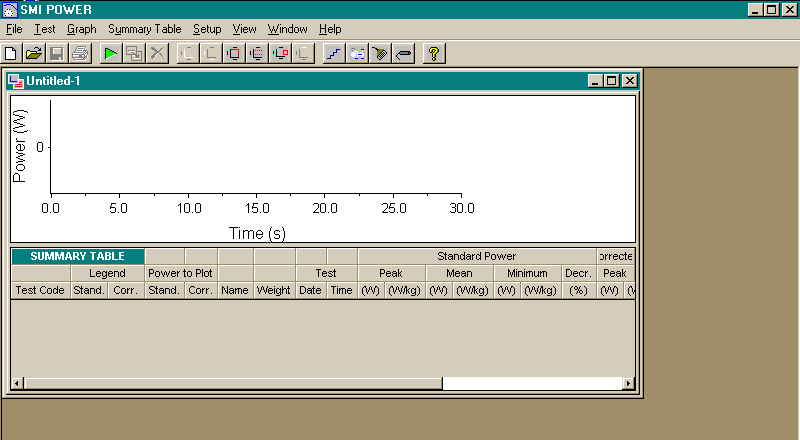 SMI POWER
File Test Graph Summary Table Setup View Window Help
Untitled-1
Power (W)
0
0.0 5.0 10.0 15.0 20.0 25.0 30.0
Time (s)
SUMMARY TABLE Standard Power orrecte
Legend Power to Plot Test Peak Mean Minimum Decr. Peak
Test Code Stand. Corr. Stand. Corr. Name Weight Date Time (W) (W/kg) (W) (W/kg) (W) (W/kg) (%) (W)